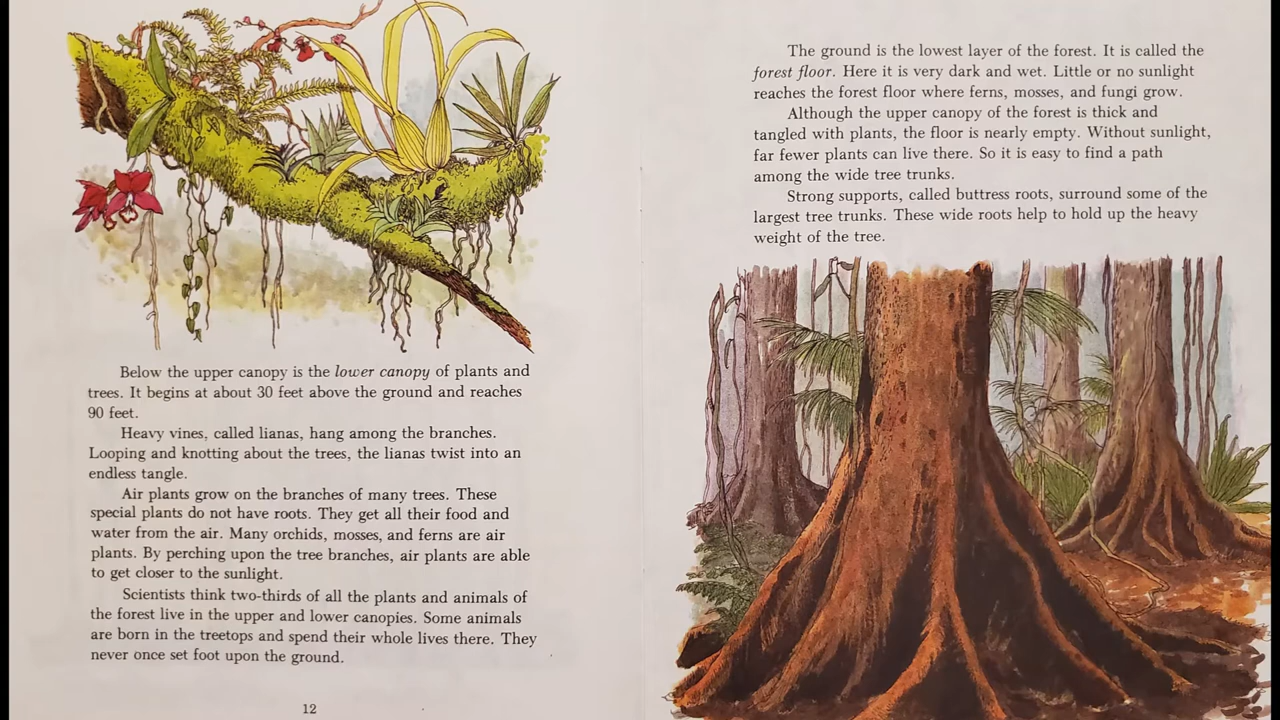 Below the upper canopy is the lower canopy of plants and
trees. It begins at about 30 feet above the ground and reaches
90 feet.
Heavy vines, called lianas, hang among the branches.
Looping and knotting about the trees, the lianas twist into an
endless tangle.
Air plants grow on the branches of many trees. These
special plants do not have roots. They get all their food and
water from the air. Many orchids, mosses, and ferns are air
plants. By perching upon the tree branches, air plants are able
to get closer to the sunlight.
Scientists think two-thirds of all the plants and animals of
the forest live in the upper and lower canopies. Some animals
are born in the treetops and spend their whole lives there. They
never once set foot upon the ground.
12
The ground is the lowest layer of the forest. It is called the
forest floor. Here it is very dark and wet. Little or no sunlight
reaches the forest floor where ferns, mosses, and fungi grow.
Although the upper canopy of the forest is thick and
tangled with plants, the floor is nearly empty. Without sunlight,
far fewer plants can live there. So it is easy to find a path
among the wide tree trunks.
Strong supports, called buttress roots, surround some of the
largest tree trunks. These wide roots help to hold up the heavy
weight of the tree.